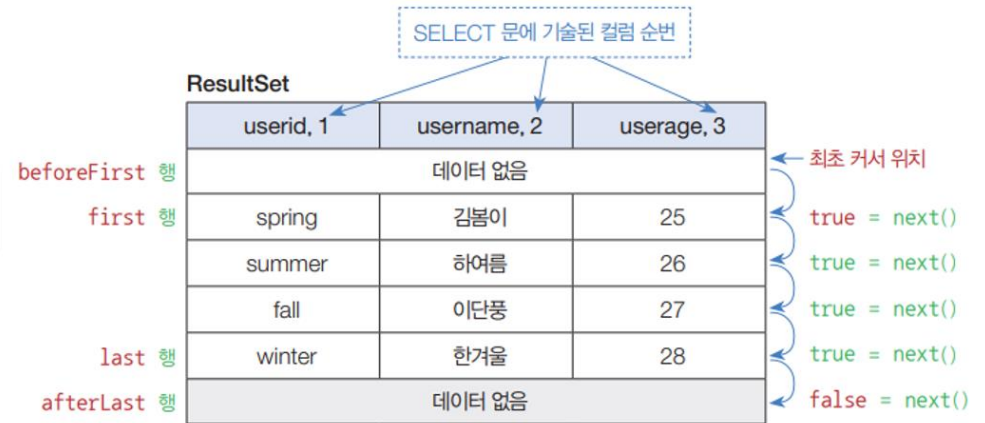 SELECT 문에 기술된 컬럼 순번
ResultSet
userid, 1 username, 2 userage, 3
최초 커서 위치
beforeFirst 행 데이터 없음
first 행 spring 김봄이 25 true = next()
summer 하여름 26 true = next()
fall 이단풍 27 true = next()
last 행 winter 한겨울 28 true = next()
afterLast 행 데이터 없음 false = next()